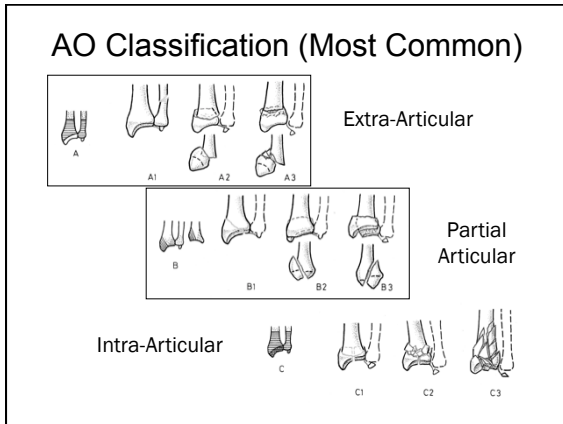 AO Classification (Most Common)
Extra-Articular
A
A1
A2
A3
Partial
Articular
B
B1
B2
B3
Intra-Articular
C
C1
C2
C3